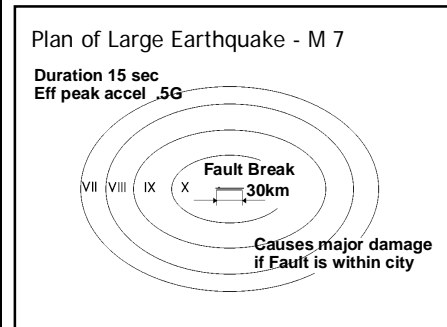 Plan of Large Earthquake - M 7
Duration 15 sec
Eff peak accel .5G
Fault Break
VII VIII IX X 30km
Causes major damage
if Fault is within city